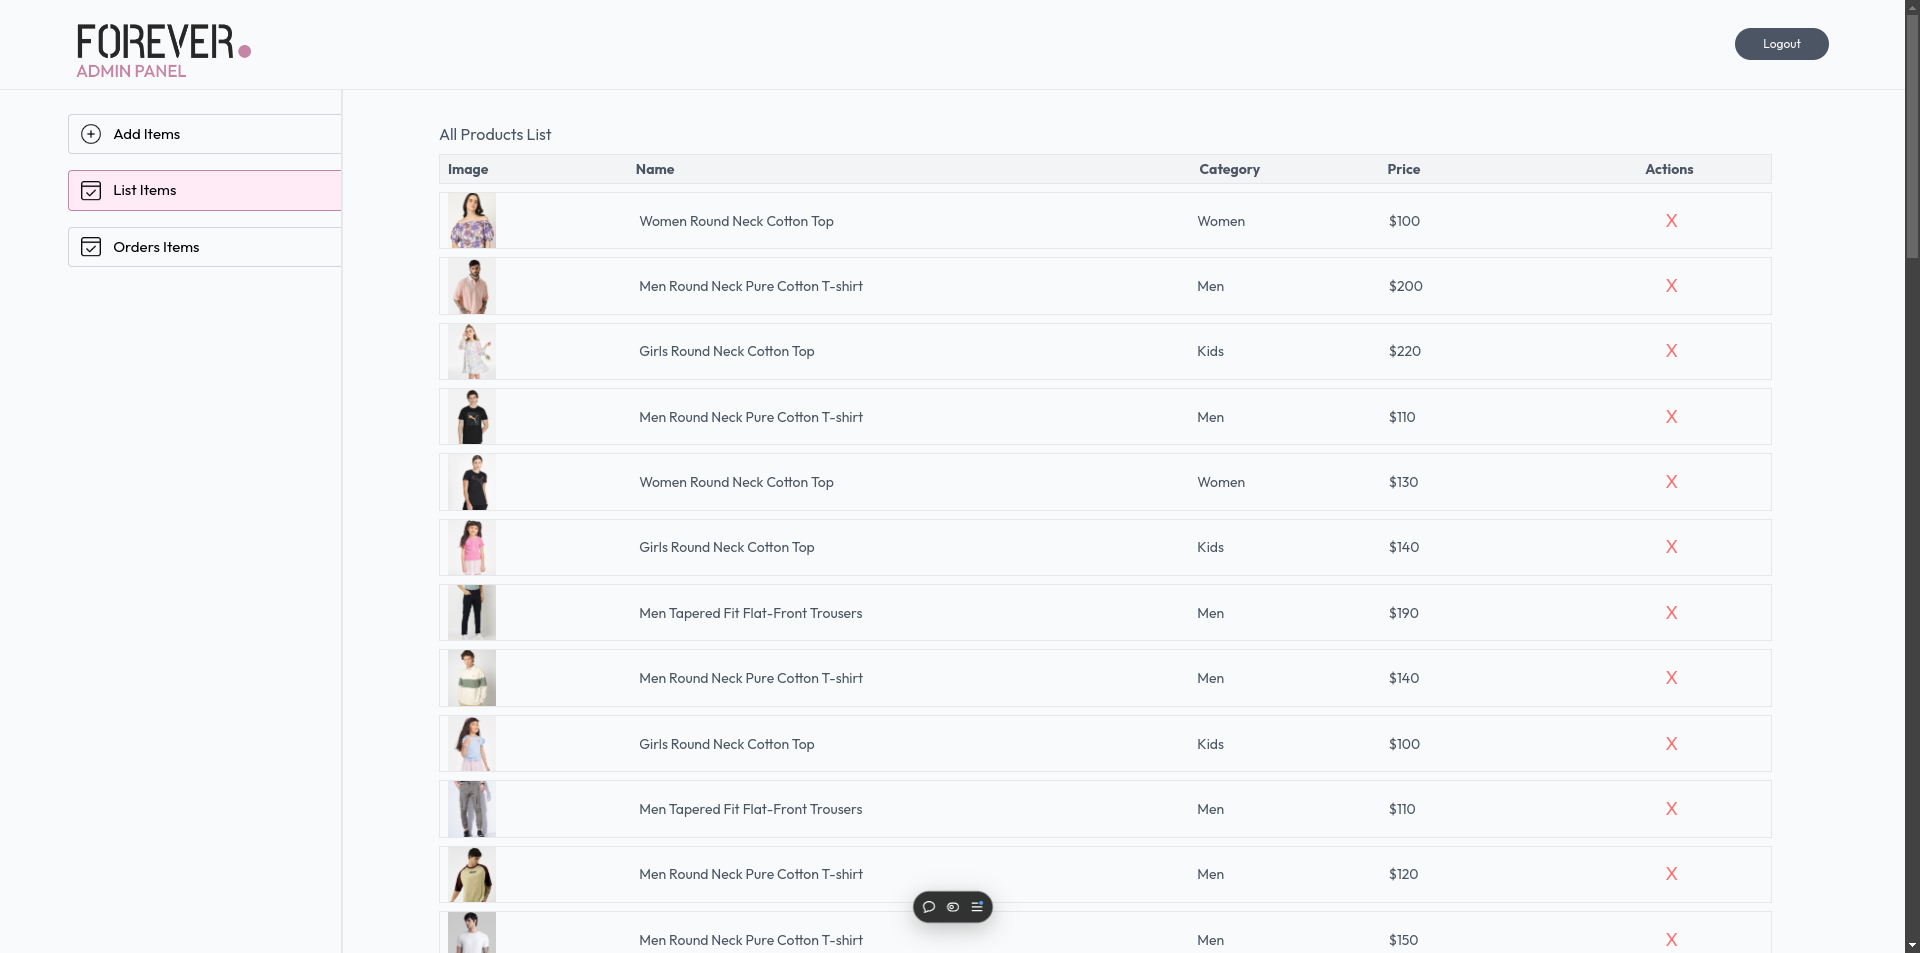 FOREVER.
ADMIN PANEL
Logout
Add Items
List Items
Orders Items
All Products List
Image Name Category Price Actions
Women Round Neck Cotton Top Women $100 X
Men Round Neck Pure Cotton T-shirt Men $200 X
Girls Round Neck Cotton Top Kids $220 X
Men Round Neck Pure Cotton T-shirt Men $110 X
Women Round Neck Cotton Top Women $130 X
Girls Round Neck Cotton Top Kids $140 X
Men Tapered Fit Flat-Front Trousers Men $190 X
Men Round Neck Pure Cotton T-shirt Men $140 X
Girls Round Neck Cotton Top Kids $100 X
Men Tapered Fit Flat-Front Trousers Men $110 X
Men Round Neck Pure Cotton T-shirt Men $120 X
Men Round Neck Pure Cotton T-shirt Men $150 X